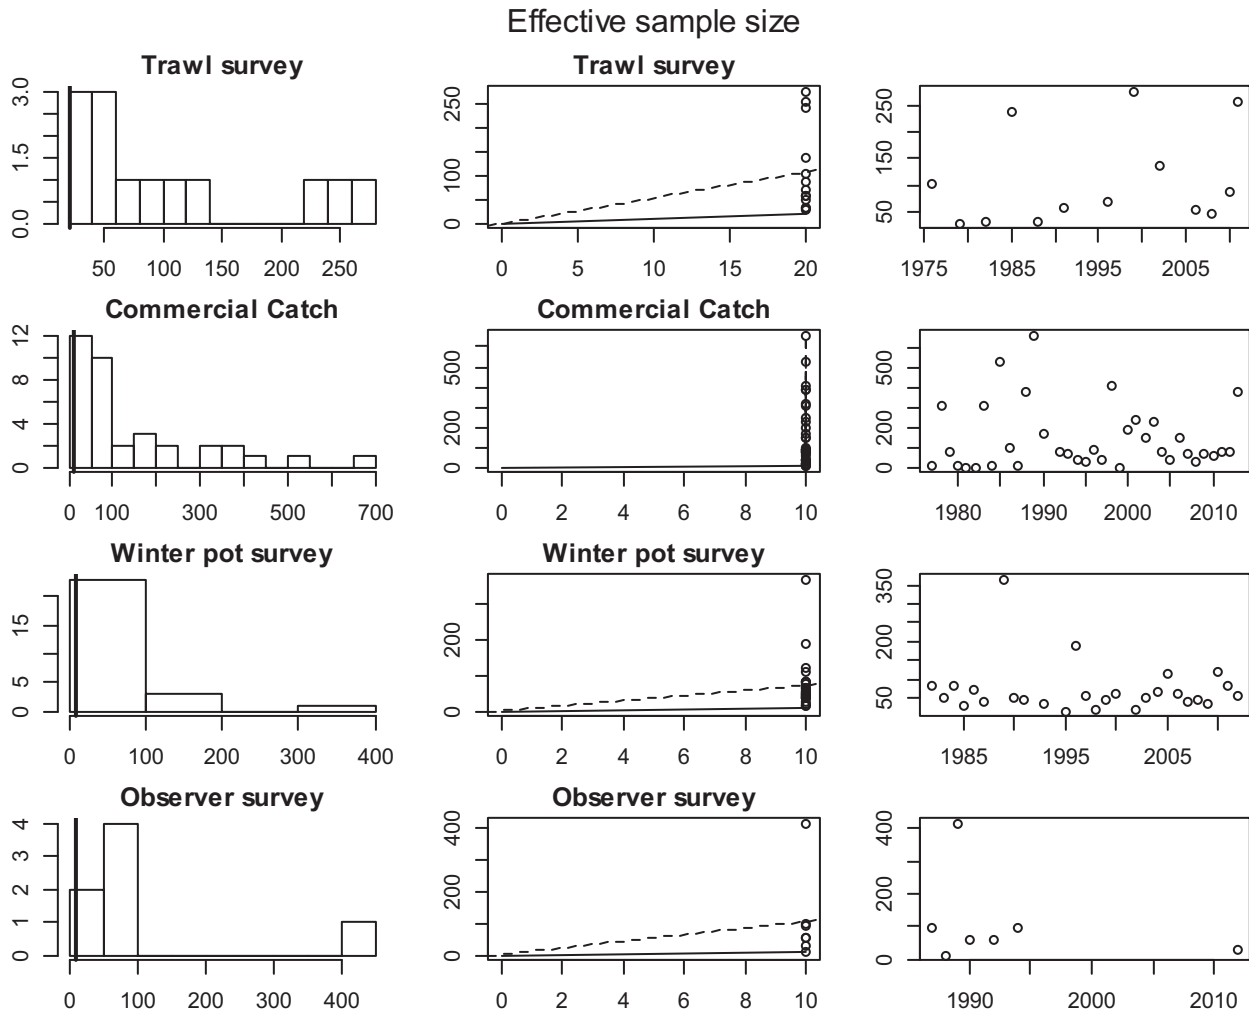 Effective sample size
Trawl survey
Trawl survey
0.0 1.5 3.0
50 100 150 200 250
0 100 250
0 5 10 15 20
50 150 250
1975 1985 1995 2005
Commercial Catch
Commercial Catch
0 4 8 12
0 100 300 500 700
0 200 500
0 2 4 6 8 10
0 200 500
1980 1990 2000 2010
Winter pot survey
Winter pot survey
0 5 15
0 100 200 300 400
0 200
0 2 4 6 8 10
50 200 350
1985 1995 2005
Observer survey
Observer survey
0 1 2 3 4
0 100 200 300 400
0 200 400
0 2 4 6 8 10
0 200 400
1990 2000 2010